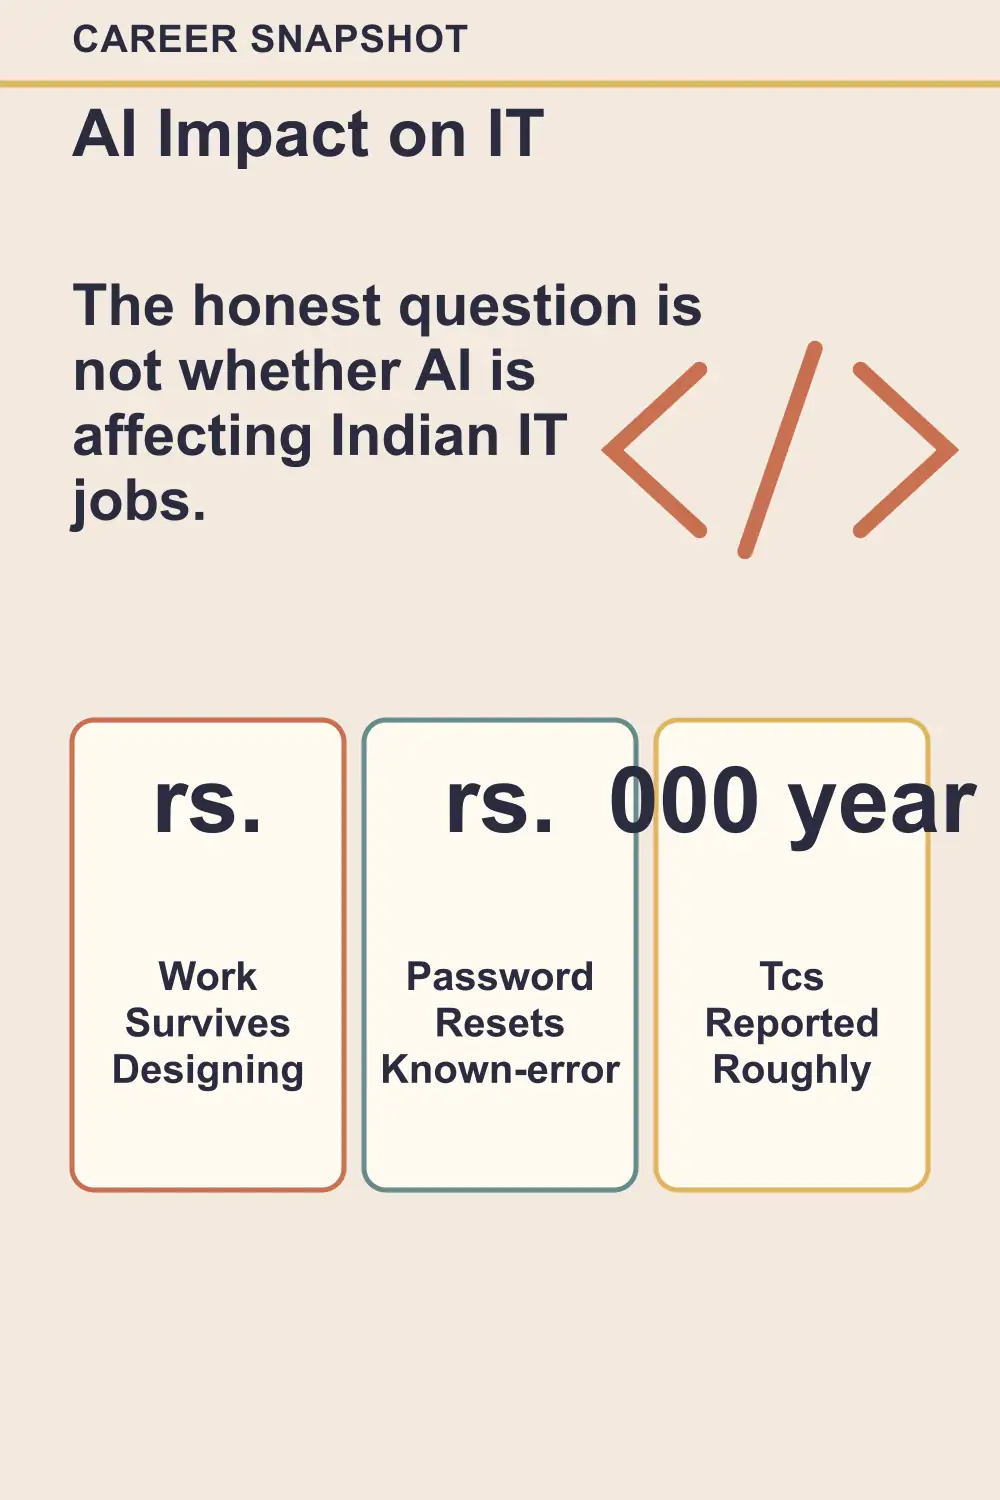 CAREER SNAPSHOT
AI Impact on IT
The honest question is
not whether AI is
affecting Indian IT
jobs.
rs.
Work
Survives
Designing
rs.
Password
Resets
Known-error
000 year
Tcs
Reported
Roughly